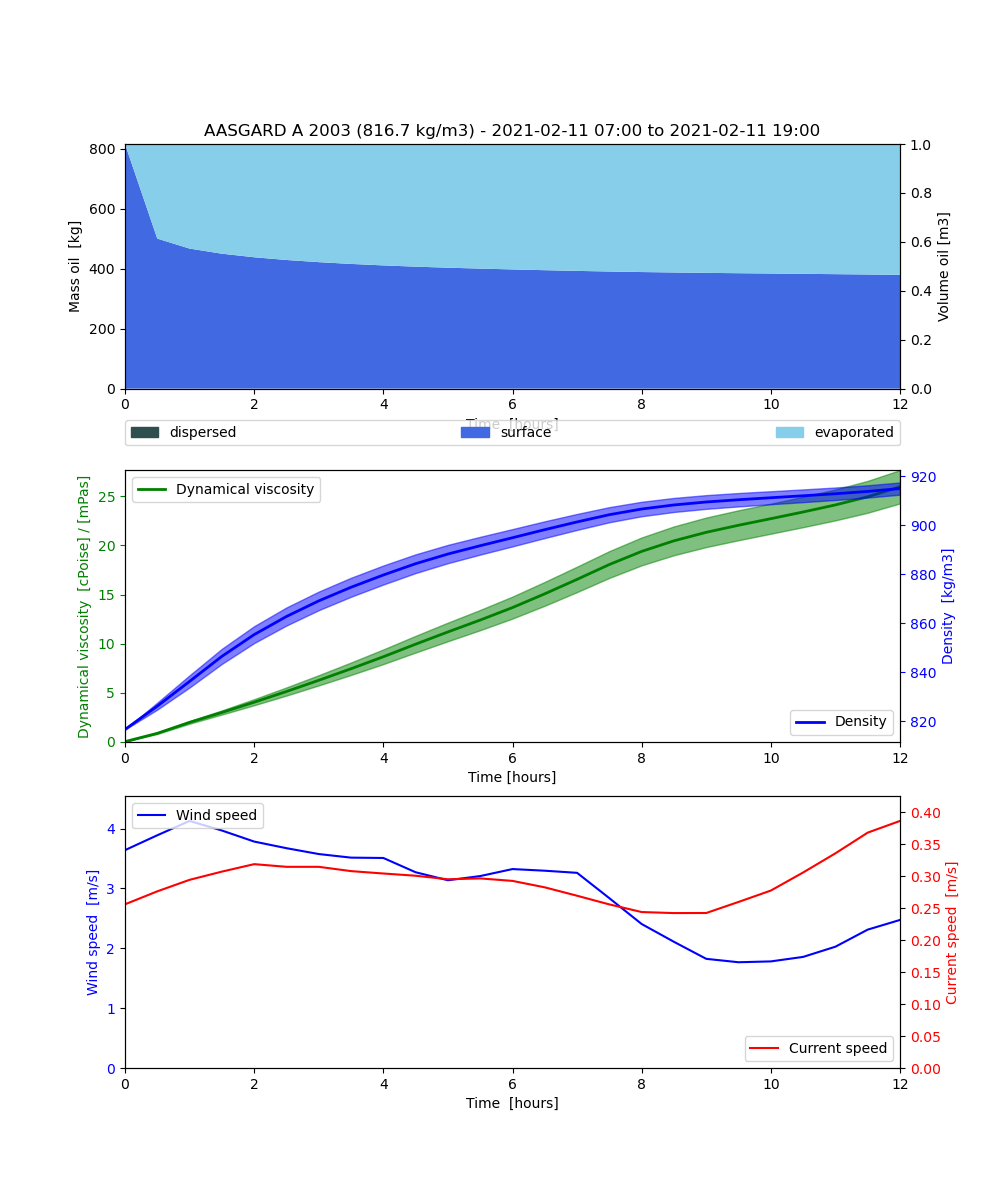 AASGARD A 2003 (816.7 kg/m3) - 2021-02-11 07:00 to 2021-02-11 19:00
800
600
400
200
0
Mass oil [kg]
1.0
0.8
0.6
0.4
0.2
0.0
Volume oil [m3]
0 2 4 6 8 10 12
Time [hours]
dispersed surface evaporated
25
20
15
10
5
0
Dynamical viscosity [cPoise] / [mPas]
Dynamical viscosity
920
900
880
860
840
820
Density [kg/m3]
Density
0 2 4 6 8 10 12
Time [hours]
4
3
2
1
0
Wind speed [m/s]
Wind speed
0.40
0.35
0.30
0.25
0.20
0.15
0.10
0.05
0.00
Current speed [m/s]
Current speed
0 2 4 6 8 10 12
Time [hours]